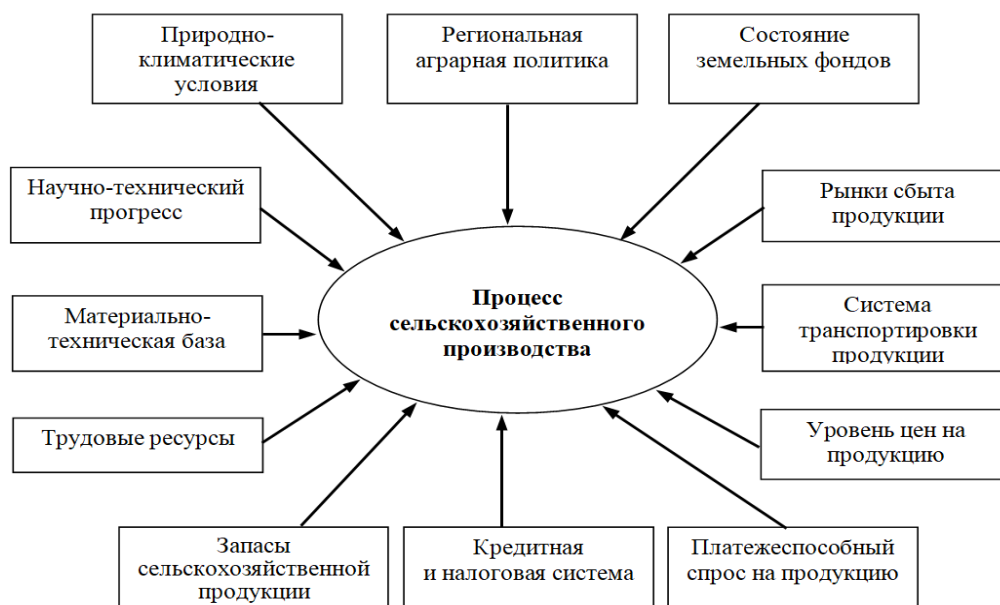 Природно-
климатические
условия
Региональная
аграрная политика
Состояние
земельных фондов
Научно-технический
прогресс
Рынки сбыта
продукции
Процесс
сельскохозяйственного
производства
Материально-
техническая база
Система
транспортировки
продукции
Трудовые ресурсы
Уровень цен на
продукцию
Запасы
сельскохозяйственной
продукции
Кредитная
и налоговая система
Платежеспособный
спрос на продукцию